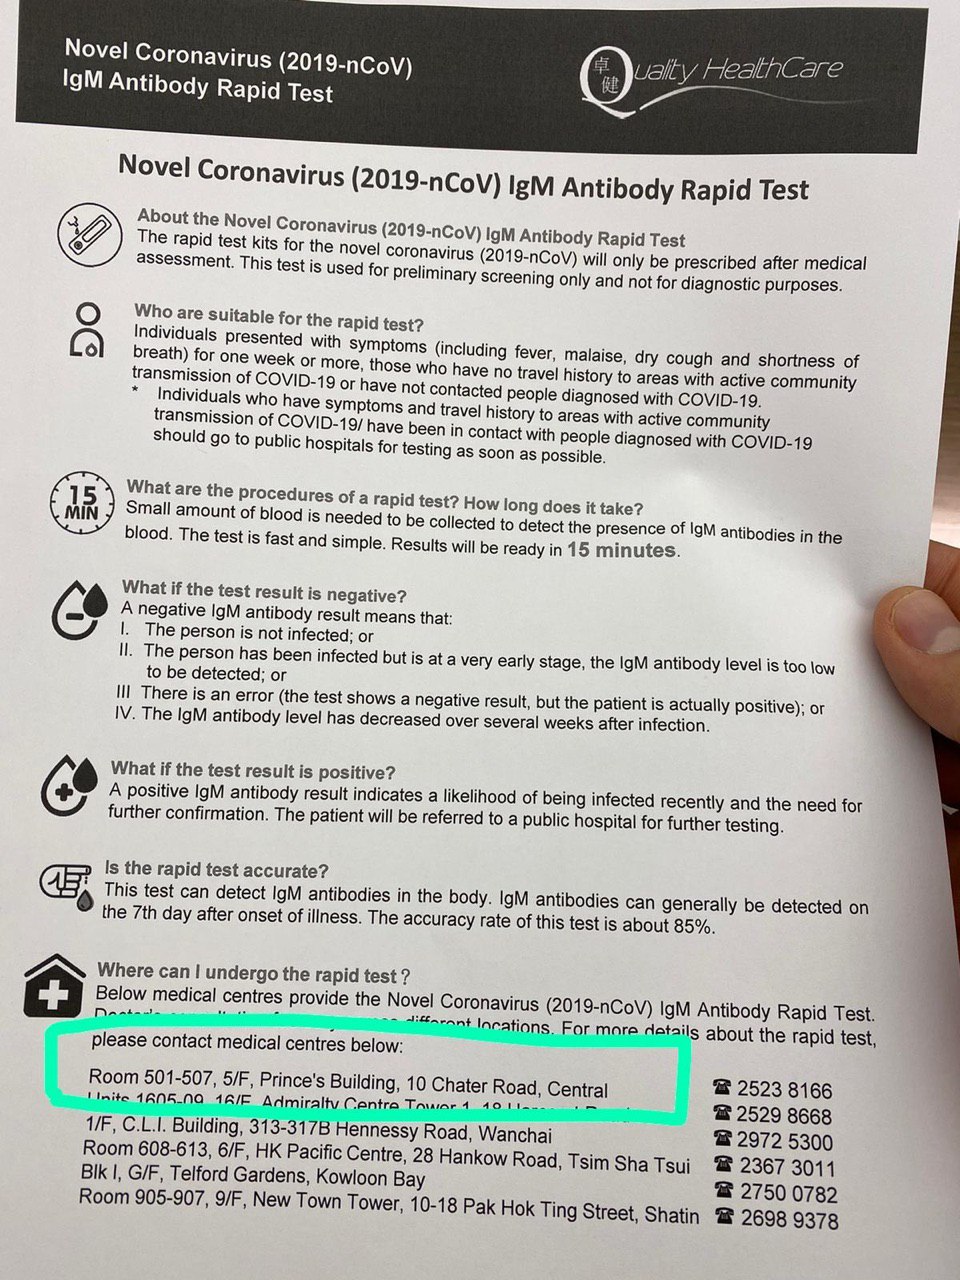 Novel Coronavirus (2019-nCoV)
IgM Antibody Rapid Test
卓健
Quality HealthCare
Novel Coronavirus (2019-nCoV) IgM Antibody Rapid Test
About the Novel Coronavirus (2019-nCoV) IgM Antibody Rapid Test
The rapid test kits for the novel coronavirus (2019-nCoV) will only be prescribed after medical
assessment. This test is used for preliminary screening only and not for diagnostic purposes.
Who are suitable for the rapid test?
Individuals presented with symptoms (including fever, malaise, dry cough and shortness of
breath) for one week or more, those who have no travel history to areas with active community
transmission of COVID-19 or have not contacted people diagnosed with COVID-19.
* Individuals who have symptoms and travel history to areas with active community
transmission of COVID-19/ have been in contact with people diagnosed with COVID-19
should go to public hospitals for testing as soon as possible.
15
MIN
What are the procedures of a rapid test? How long does it take?
Small amount of blood is needed to be collected to detect the presence of IgM antibodies in the
blood. The test is fast and simple. Results will be ready in 15 minutes.
What if the test result is negative?
A negative IgM antibody result means that:
I. The person is not infected; or
II. The person has been infected but is at a very early stage, the IgM antibody level is too low
to be detected; or
III There is an error (the test shows a negative result, but the patient is actually positive); or
IV. The IgM antibody level has decreased over several weeks after infection.
What if the test result is positive?
A positive IgM antibody result indicates a likelihood of being infected recently and the need for
further confirmation. The patient will be referred to a public hospital for further testing.
Is the rapid test accurate?
This test can detect IgM antibodies in the body. IgM antibodies can generally be detected on
the 7th day after onset of illness. The accuracy rate of this test is about 85%.
Where can I undergo the rapid test ?
Below medical centres provide the Novel Coronavirus (2019-nCoV) IgM Antibody Rapid Test.
different locations. For more details about the rapid test,
please contact medical centres below:
Room 501-507, 5/F, Prince's Building, 10 Chater Road, Central ☎ 2523 8166
Units 1605-09, 16/F, Admiralty Centre Tower 1, 18 ☎ 2529 8668
1/F, C.L.I. Building, 313-317B Hennessy Road, Wanchai ☎ 2972 5300
Room 608-613, 6/F, HK Pacific Centre, 28 Hankow Road, Tsim Sha Tsui ☎ 2367 3011
Blk I, G/F, Telford Gardens, Kowloon Bay ☎ 2750 0782
Room 905-907, 9/F, New Town Tower, 10-18 Pak Hok Ting Street, Shatin ☎ 2698 9378